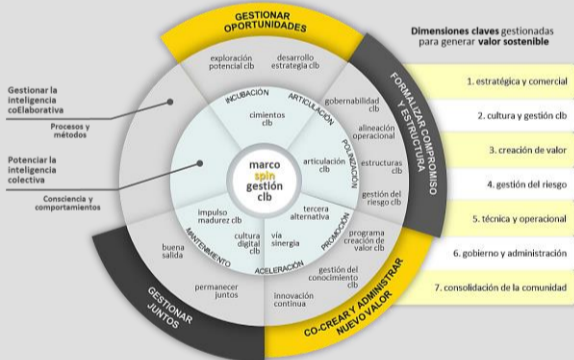 GESTIONAR
OPORTUNIDADES
Dimensiones claves gestionadas
para generar valor sostenible
exploración
potencial clb
desarrollo
estrategia clb
FORMALIZAR COMPROMISO
Y ESTRUCTURA
1. estratégica y comercial
2. cultura y gestión clb
3. creación de valor
4. gestión del riesgo
5. técnica y operacional
6. gobierno y administración
7. consolidación de la comunidad
Gestionar la
inteligencia
coElaborativa
Procesos y
métodos
Potenciar la
inteligencia
colectiva
Consciencia y
comportamientos
INCUBACIÓN
ARTICULACIÓN
POLINIZACIÓN
PROMOCIÓN
ACELERACIÓN
MANTENIMIENTO
cimientos
clb
gobernabilidad
clb
alineación
operacional
articulación
clb
estructuras
clb
gestión del
riesgo clb
marco
spin
gestión
clb
impulso
madurez clb
cultura
digital
clb
vía
sinergia
tercera
alternativa
programa
creación de
valor clb
gestión del
conocimiento
clb
innovación
continua
buena
salida
permanecer
juntos
GESTIONAR
JUNTOS
CO-CREAR Y ADMINISTRAR
NUEVO VALOR